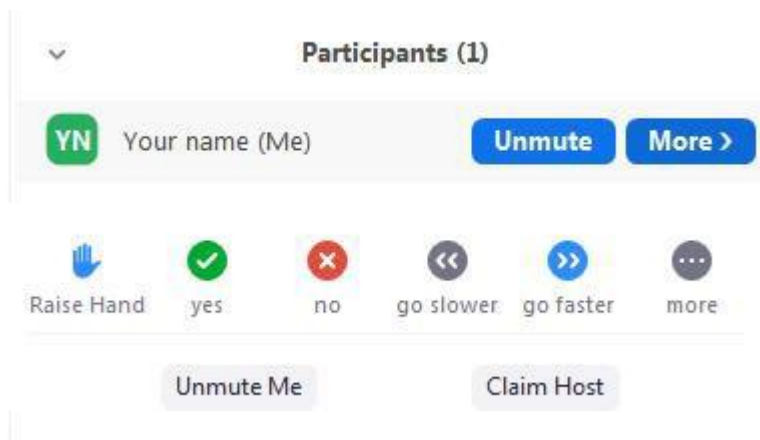 Participants (1)
YN Your name (Me) Unmute More >
Raise Hand yes no go slower go faster more
Unmute Me Claim Host